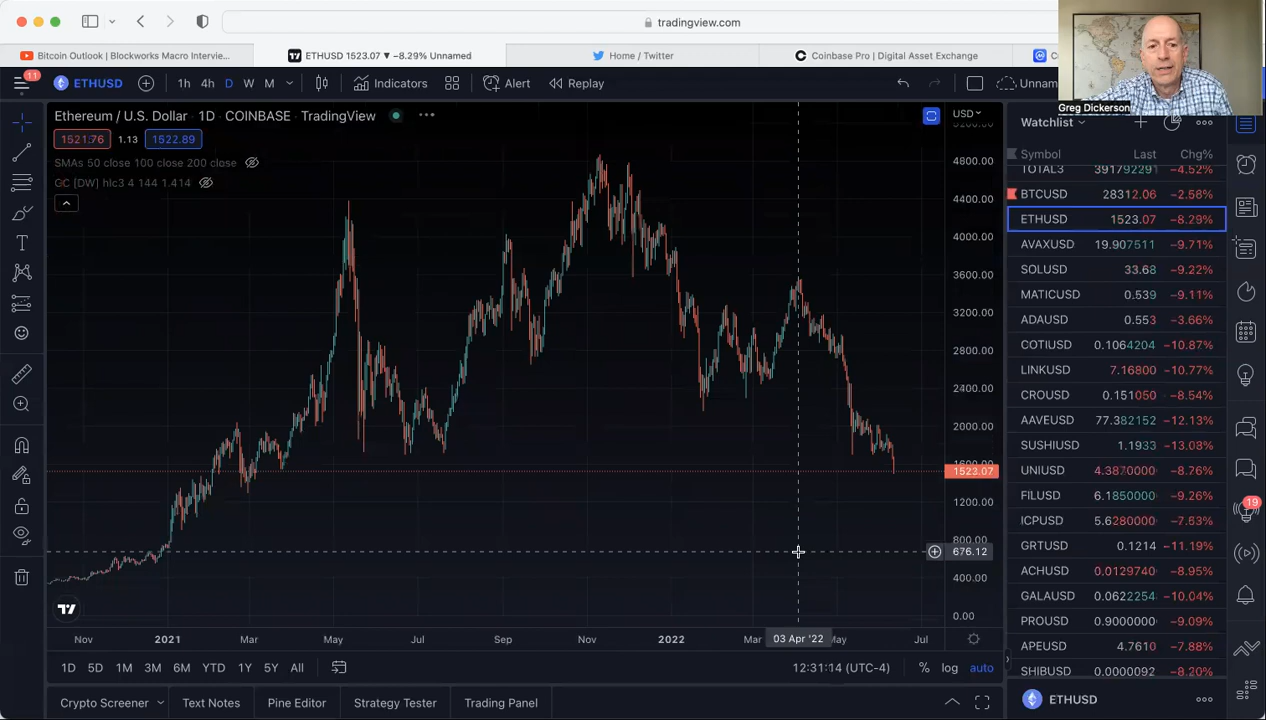 tradingview.com
Bitcoin Outlook | Blockworks Macro Intervie...
ETHUSD 1523.07 ▼ −8.29% Unnamed
Home / Twitter
Coinbase Pro | Digital Asset Exchange
Greg Dickerson
11
ETHUSD
1h 4h D W M
Indicators
Alert
Replay
Unnam
Ethereum / U.S. Dollar · 1D · COINBASE · TradingView
USD
1521.76 1.13 1522.89
SMAs 50 close 100 close 200 close
GC [DW] hlc3 4 144 1.414
5200.00
4800.00
4400.00
4000.00
3600.00
3200.00
2800.00
2400.00
2000.00
1600.00
1523.07
1200.00
800.00
676.12
400.00
0.00
Nov 2021 Mar May Jul Sep Nov 2022 Mar 03 Apr '22 May Jul
1D 5D 1M 3M 6M YTD 1Y 5Y All
12:31:14 (UTC-4) % log auto
Crypto Screener Text Notes Pine Editor Strategy Tester Trading Panel
Watchlist
Symbol Last Chg%
TOTAL3 391792291 −4.52%
BTCUSD 28312.06 −2.58%
ETHUSD 1523.07 −8.29%
AVAXUSD 19.907511 −9.71%
SOLUSD 33.68 −9.22%
MATICUSD 0.539 −9.11%
ADAUSD 0.553 −3.66%
COTIUSD 0.1064204 −10.87%
LINKUSD 7.16800 −10.77%
CROUSD 0.151050 −8.54%
AAVEUSD 77.382152 −12.13%
SUSHIUSD 1.1933 −13.03%
UNIUSD 4.3870000 −8.76%
FILUSD 6.1850000 −9.26%
ICPUSD 5.6280000 −7.53%
GRTUSD 0.1214 −11.19%
ACHUSD 0.0129740 −8.95%
GALAUSD 0.0622254 −10.04%
PROUSD 0.9000000 −9.09%
APEUSD 4.7610 −7.88%
SHIBUSD 0.0000092 −8.20%
ETHUSD
19